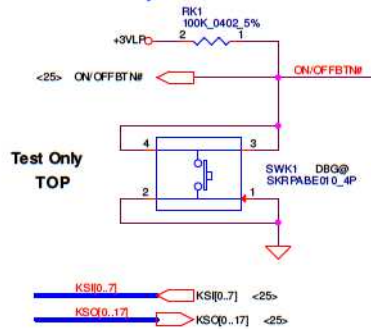 RK1
100K_0402_5%
+3VLP 2 1
<25> ON/OFFBTN# ON/OFFBTN#
4 3
Test Only
TOP
SWK1 DBG@
SKRPABE010_4P
2 1
KSI[0..7] KSI[0..7] <25>
KSO[0..17] KSO[0..17] <25>